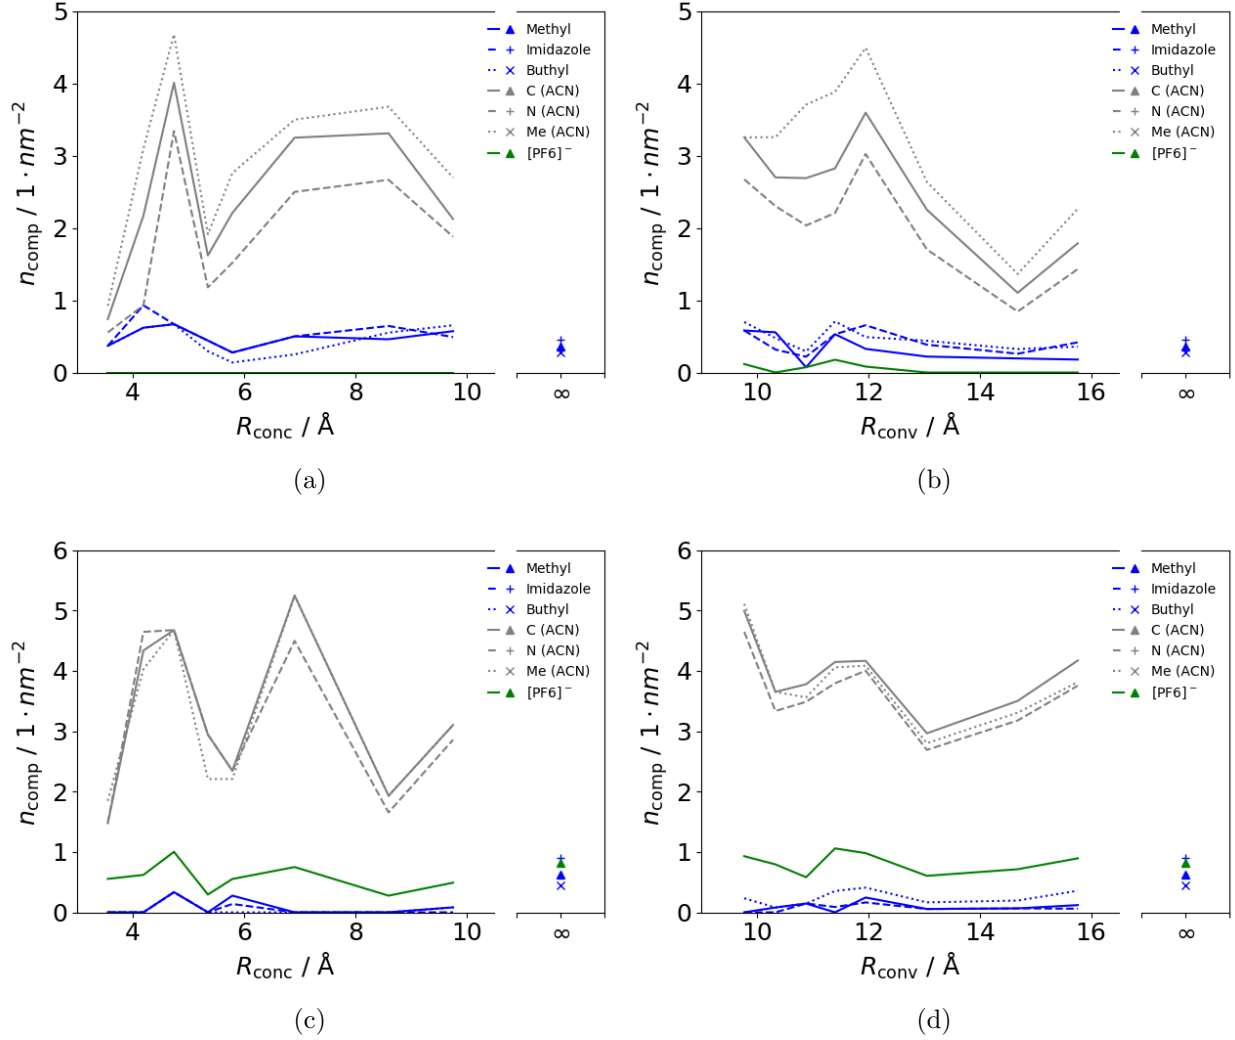 5
4
3
2
1
0
n_comp / 1 · nm^−2
4 6 8 10 ∞
R_conc / Å
Methyl
Imidazole
Buthyl
C (ACN)
N (ACN)
Me (ACN)
[PF6]^−
(a)
5
4
3
2
1
0
n_comp / 1 · nm^−2
10 12 14 16 ∞
R_conv / Å
Methyl
Imidazole
Buthyl
C (ACN)
N (ACN)
Me (ACN)
[PF6]^−
(b)
6
5
4
3
2
1
0
n_comp / 1 · nm^−2
4 6 8 10 ∞
R_conc / Å
Methyl
Imidazole
Buthyl
C (ACN)
N (ACN)
Me (ACN)
[PF6]^−
(c)
6
5
4
3
2
1
0
n_comp / 1 · nm^−2
10 12 14 16 ∞
R_conv / Å
Methyl
Imidazole
Buthyl
C (ACN)
N (ACN)
Me (ACN)
[PF6]^−
(d)